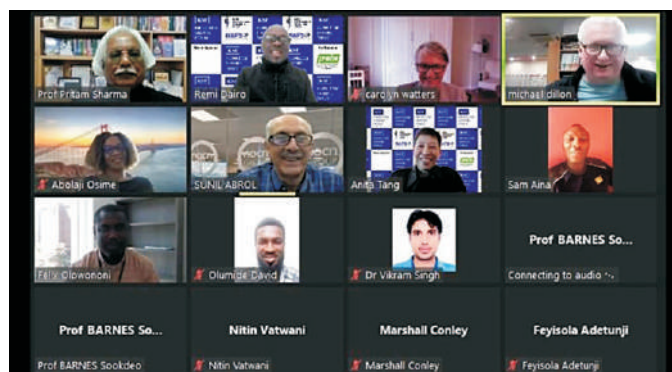 Prof Pritam Sharma
Remi Dairo
carolyn watters
michael dillon
Abolaji Osime
SUNIL ABROL
Anita Tang
Sam Aina
Felix Olowononi
Olumide David
Dr Vikram Singh
Prof BARNES So...
Connecting to audio
Prof BARNES So...
Prof BARNES Sookdeo
Nitin Vatwani
Nitin Vatwani
Marshall Conley
Marshall Conley
Feyisola Adetunji
Feyisola Adetunji